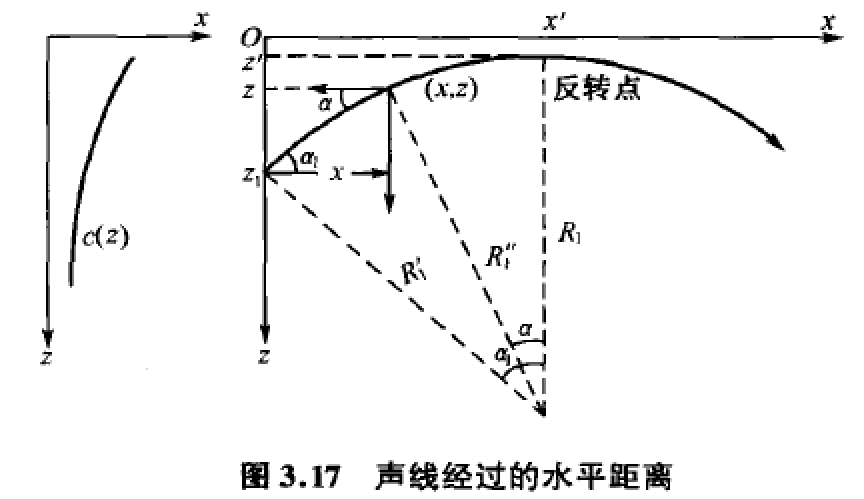 x
c(z)
z
O
x′
x
z′
z
α
(x,z)
反转点
z₁
α₁
x
R₁′
R₁″
R₁
α
α₁
z
图 3.17 声线经过的水平距离